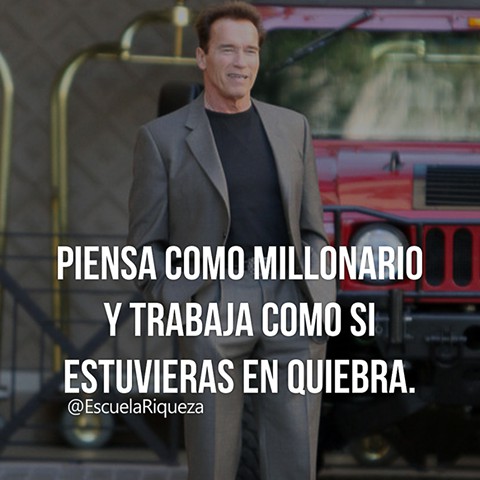 PIENSA COMO MILLONARIO
Y TRABAJA COMO SI
ESTUVIERAS EN QUIEBRA.
@EscuelaRiqueza